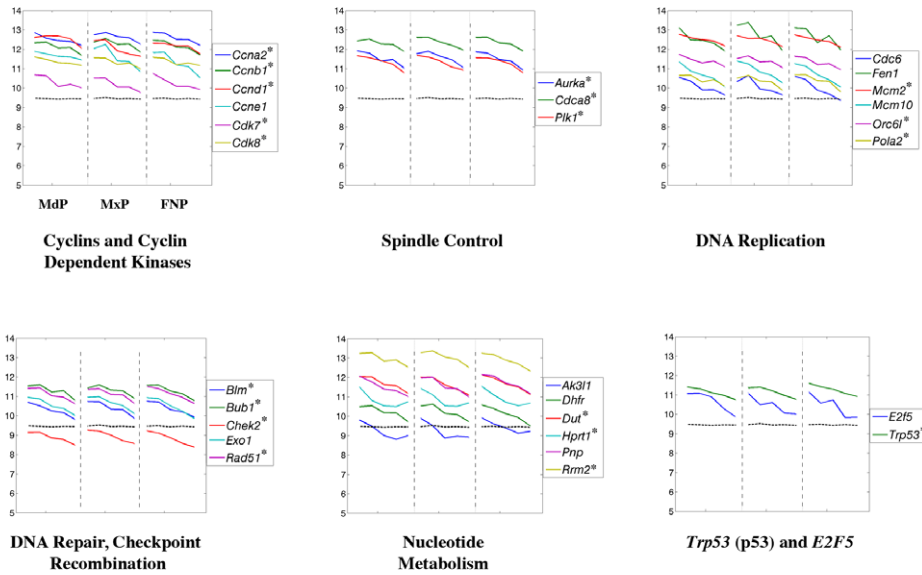 14
13
12
11
10
9
8
7
6
5
MdP MxP FNP
Ccna2*
Ccnb1*
Ccnd1*
Ccne1
Cdk7*
Cdk8*
Cyclins and Cyclin
Dependent Kinases
14
13
12
11
10
9
8
7
6
5
Aurka*
Cdca8*
Plk1*
Spindle Control
14
13
12
11
10
9
8
7
6
5
Cdc6
Fen1
Mcm2*
Mcm10
Orc6l*
Pola2*
DNA Replication
14
13
12
11
10
9
8
7
6
5
Blm*
Bub1*
Chek2*
Exo1
Rad51*
DNA Repair, Checkpoint
Recombination
14
13
12
11
10
9
8
7
6
5
Ak3l1
Dhfr
Dut*
Hprt1*
Pnp
Rrm2*
Nucleotide
Metabolism
14
13
12
11
10
9
8
7
6
5
E2f5
Trp53*
Trp53 (p53) and E2F5